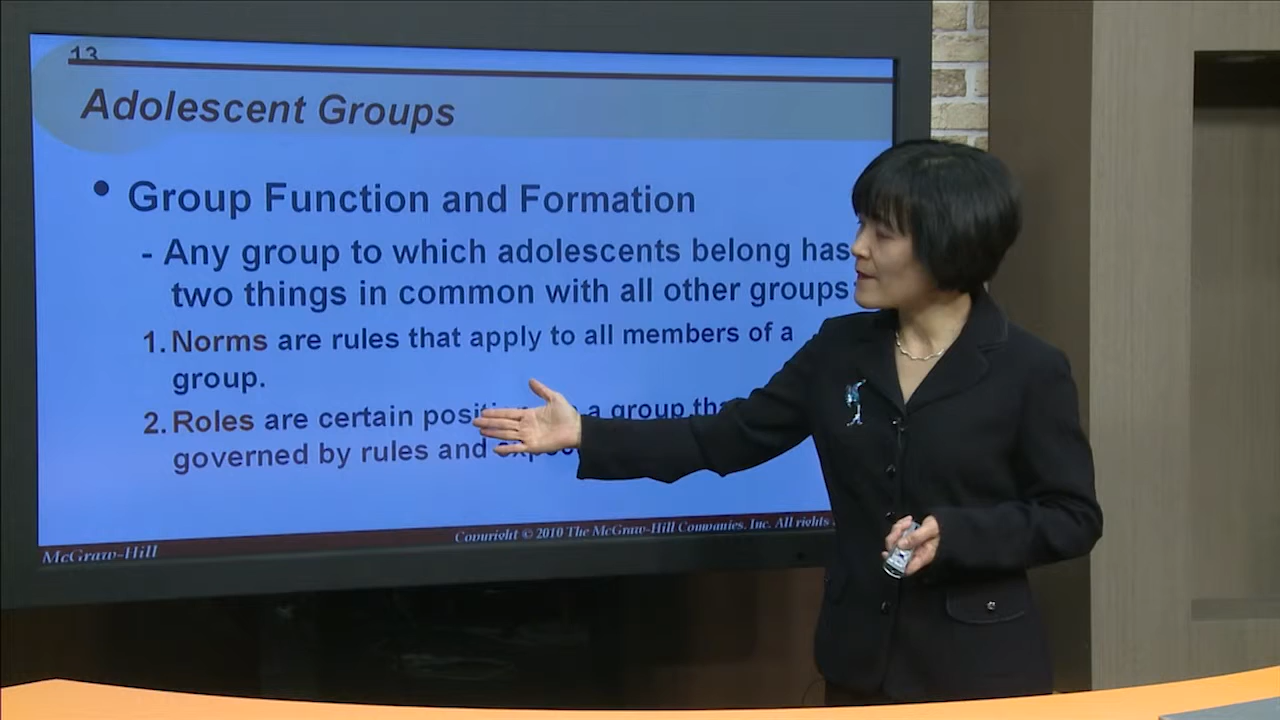 13
Adolescent Groups
• Group Function and Formation
- Any group to which adolescents belong has
two things in common with all other groups
1. Norms are rules that apply to all members of a
group.
2. Roles are certain a group
governed by rules and
McGraw-Hill
Copyright © 2010 The McGraw-Hill Companies, Inc. All rights